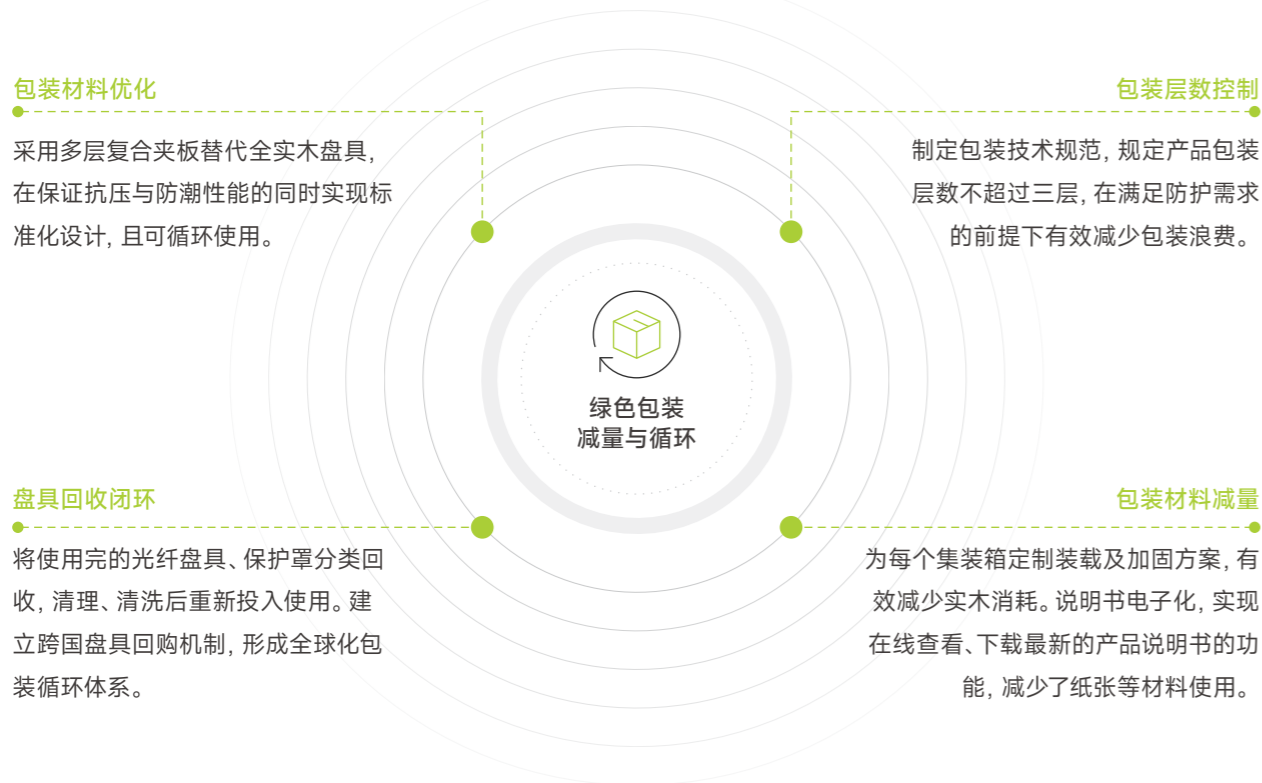 包装材料优化
采用多层复合夹板替代全实木盘具,
在保证抗压与防潮性能的同时实现标
准化设计, 且可循环使用。
包装层数控制
制定包装技术规范, 规定产品包装
层数不超过三层, 在满足防护需求
的前提下有效减少包装浪费。
绿色包装
减量与循环
盘具回收闭环
将使用完的光纤盘具、保护罩分类回
收, 清理、清洗后重新投入使用。建
立跨国盘具回购机制, 形成全球化包
装循环体系。
包装材料减量
为每个集装箱定制装载及加固方案, 有
效减少实木消耗。说明书电子化, 实现
在线查看、下载最新的产品说明书的功
能, 减少了纸张等材料使用。